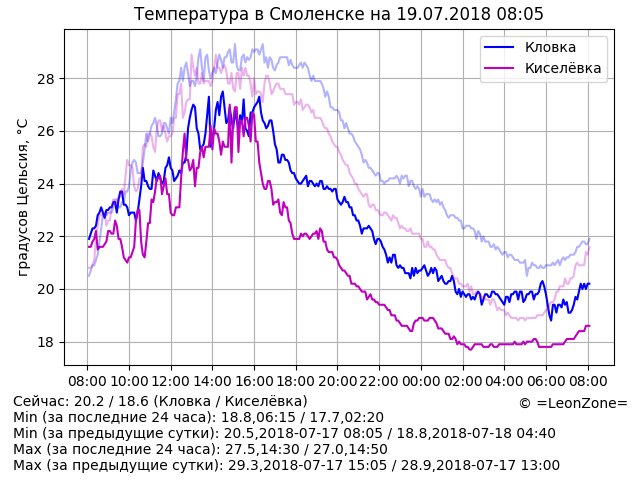 Температура в Смоленске на 19.07.2018 08:05
градусов Цельсия, °C
28
26
24
22
20
18
Кловка
Киселёвка
08:00 10:00 12:00 14:00 16:00 18:00 20:00 22:00 00:00 02:00 04:00 06:00 08:00
Сейчас: 20.2 / 18.6 (Кловка / Киселёвка)
© =LeonZone=
Min (за последние 24 часа): 18.8,06:15 / 17.7,02:20
Min (за предыдущие сутки): 20.5,2018-07-17 08:05 / 18.8,2018-07-18 04:40
Max (за последние 24 часа): 27.5,14:30 / 27.0,14:50
Max (за предыдущие сутки): 29.3,2018-07-17 15:05 / 28.9,2018-07-17 13:00